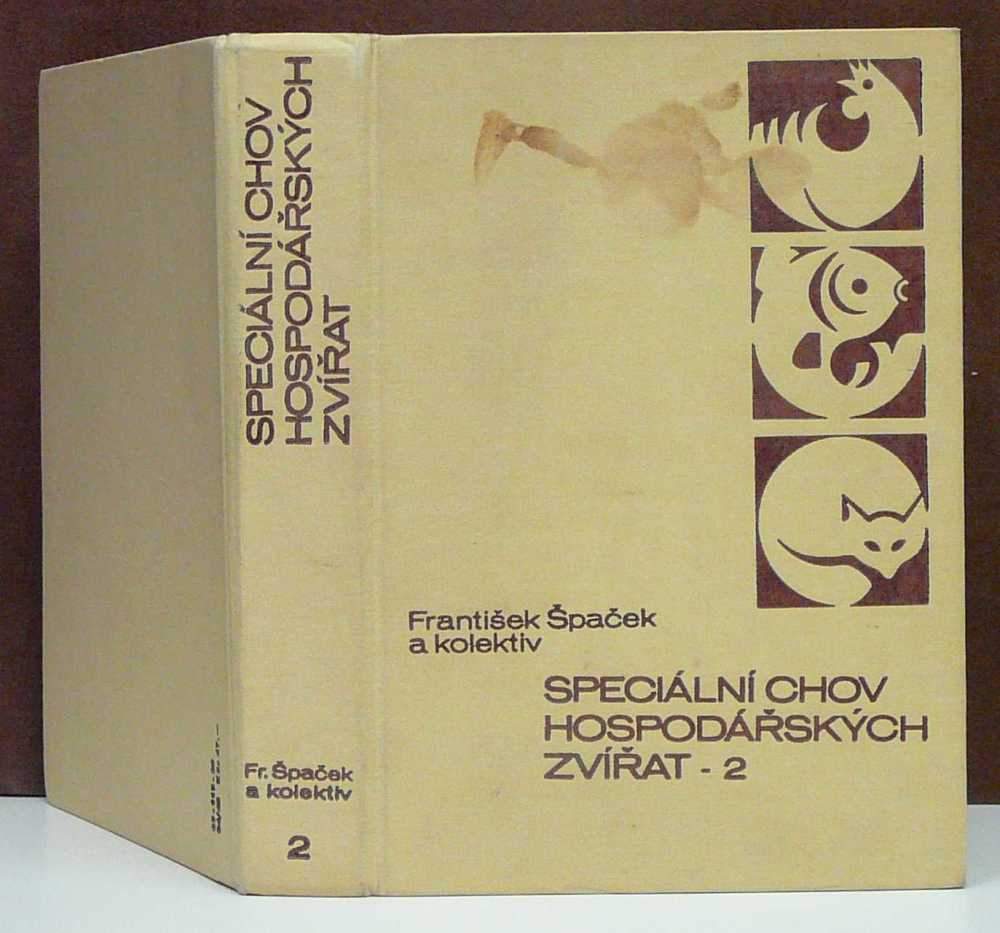 SPECIÁLNÍ CHOV
HOSPODÁŘSKÝCH
ZVÍŘAT
Fr. Špaček
a kolektiv
2
František Špaček
a kolektiv
SPECIÁLNÍ CHOV
HOSPODÁŘSKÝCH
ZVÍŘAT - 2